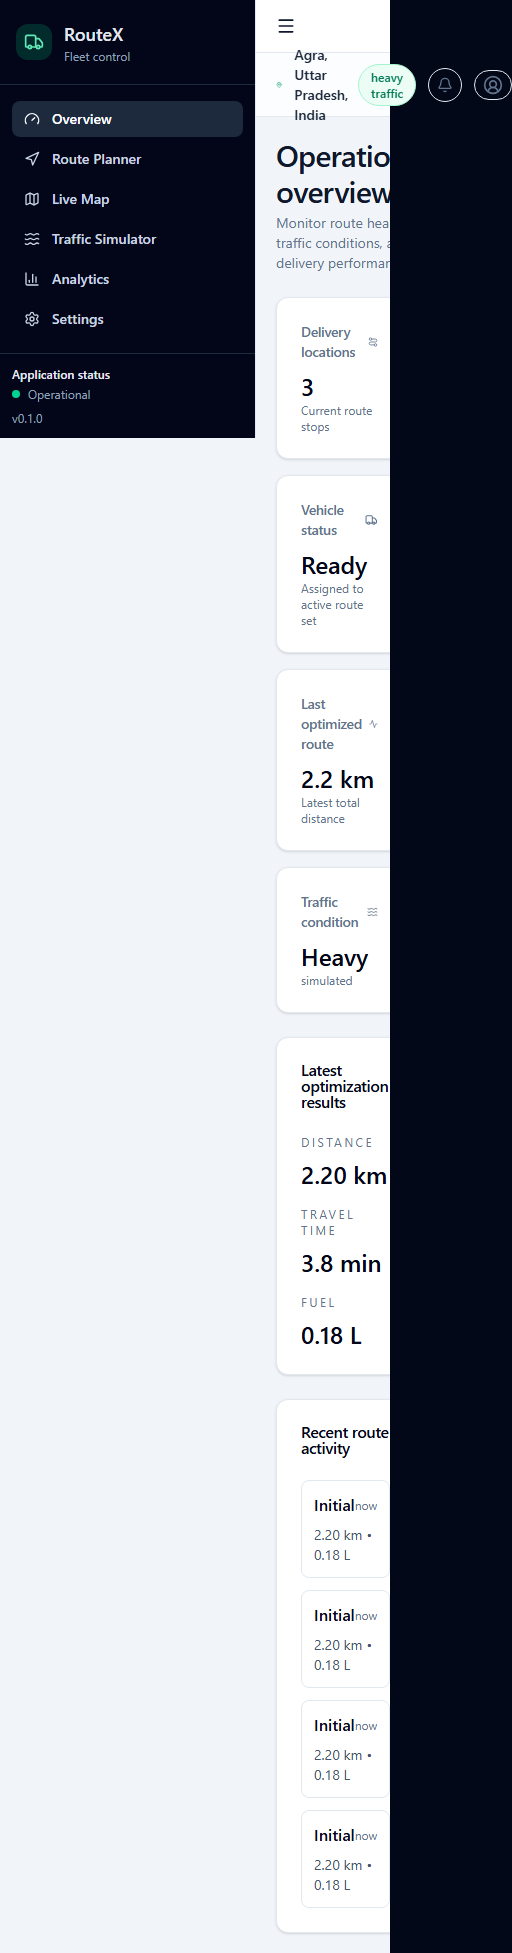 RouteX
Fleet control
Overview
Route Planner
Live Map
Traffic Simulator
Analytics
Settings
Application status
Operational
v0.1.0
Agra,
Uttar
Pradesh,
India
heavy
traffic
Operatio
overview
Monitor route hea
traffic conditions, a
delivery performan
Delivery
locations
3
Current route
stops
Vehicle
status
Ready
Assigned to
active route
set
Last
optimized
route
2.2 km
Latest total
distance
Traffic
condition
Heavy
simulated
Latest
optimization
results
DISTANCE
2.20 km
TRAVEL
TIME
3.8 min
FUEL
0.18 L
Recent route
activity
Initial now
2.20 km •
0.18 L
Initial now
2.20 km •
0.18 L
Initial now
2.20 km •
0.18 L
Initial now
2.20 km •
0.18 L